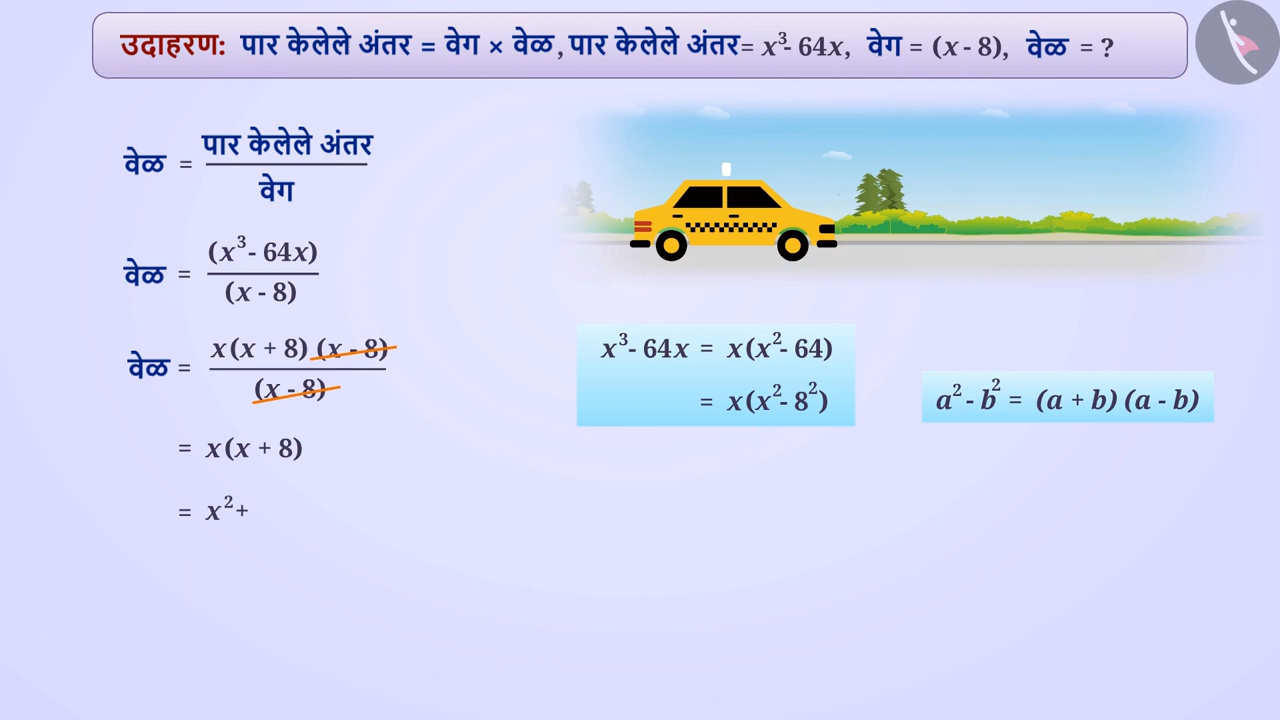 उदाहरण: पार केलेले अंतर = वेग × वेळ, पार केलेले अंतर = x³ - 64x, वेग = (x - 8), वेळ = ?
वेळ = पार केलेले अंतर / वेग
वेळ = (x³ - 64x) / (x - 8)
वेळ = x(x + 8) (x - 8) / (x - 8)
= x(x + 8)
= x² +
x³ - 64x = x(x² - 64)
= x(x² - 8²)
a² - b² = (a + b) (a - b)